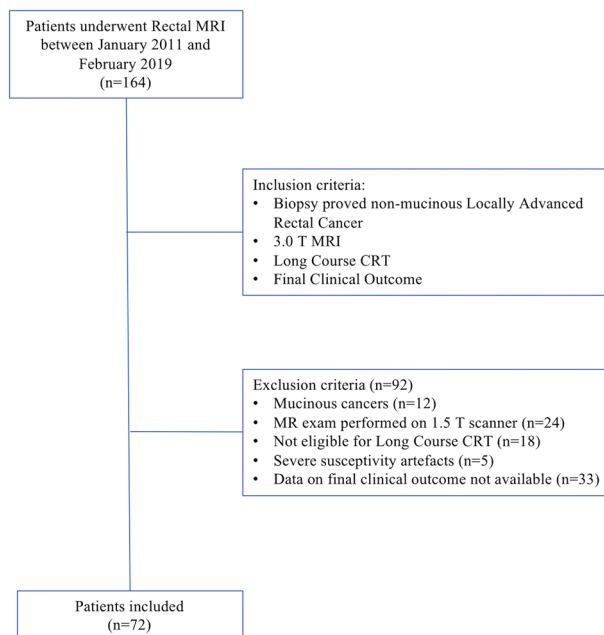 Patients underwent Rectal MRI
between January 2011 and
February 2019
(n=164)
Inclusion criteria:
• Biopsy proved non-mucinous Locally Advanced
Rectal Cancer
• 3.0 T MRI
• Long Course CRT
• Final Clinical Outcome
Exclusion criteria (n=92)
• Mucinous cancers (n=12)
• MR exam performed on 1.5 T scanner (n=24)
• Not eligible for Long Course CRT (n=18)
• Severe susceptivity artefacts (n=5)
• Data on final clinical outcome not available (n=33)
Patients included
(n=72)